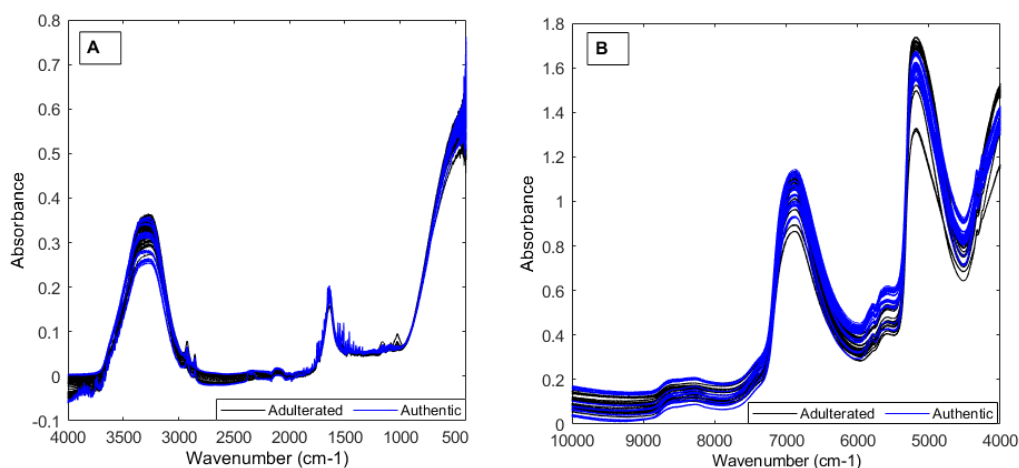 A
0.8
0.7
0.6
0.5
0.4
0.3
0.2
0.1
0
-0.1
Absorbance
4000 3500 3000 2500 2000 1500 1000 500
Wavenumber (cm-1)
Adulterated Authentic
B
1.8
1.6
1.4
1.2
1
0.8
0.6
0.4
0.2
0
Absorbance
10000 9000 8000 7000 6000 5000 4000
Wavenumber (cm-1)
Adulterated Authentic